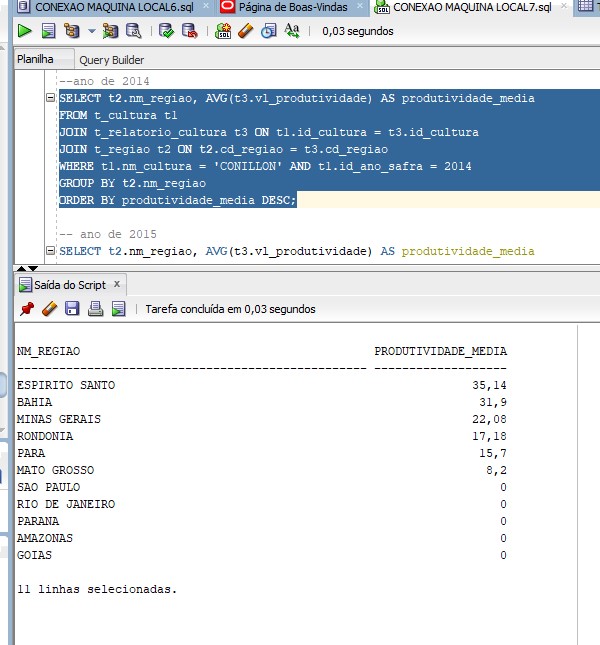 CONEXAO MAQUINA LOCAL6.sql Página de Boas-Vindas CONEXAO MAQUINA LOCAL7.sql
0,03 segundos
Planilha Query Builder
--ano de 2014
SELECT t2.nm_regiao, AVG(t3.vl_produtividade) AS produtividade_media
FROM t_cultura t1
JOIN t_relatorio_cultura t3 ON t1.id_cultura = t3.id_cultura
JOIN t_regiao t2 ON t2.cd_regiao = t3.cd_regiao
WHERE t1.nm_cultura = 'CONILLON' AND t1.id_ano_safra = 2014
GROUP BY t2.nm_regiao
ORDER BY produtividade_media DESC;
-- ano de 2015
SELECT t2.nm_regiao, AVG(t3.vl_produtividade) AS produtividade_media
Saída do Script x
Tarefa concluída em 0,03 segundos
NM_REGIAO PRODUTIVIDADE_MEDIA
-------------------------------------------------- -------------------
ESPIRITO SANTO 35,14
BAHIA 31,9
MINAS GERAIS 22,08
RONDONIA 17,18
PARA 15,7
MATO GROSSO 8,2
SAO PAULO 0
RIO DE JANEIRO 0
PARANA 0
AMAZONAS 0
GOIAS 0
11 linhas selecionadas.